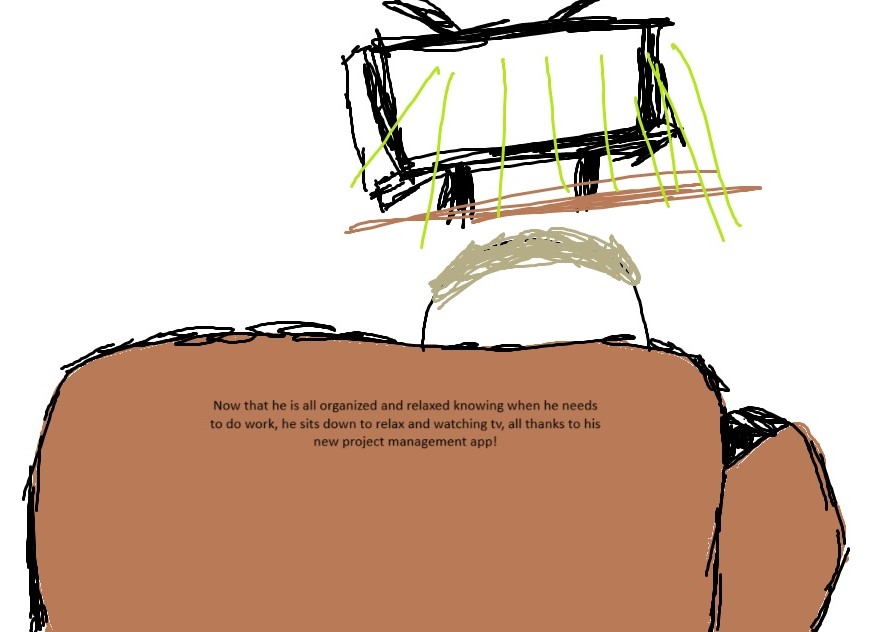 Now that he is all organized and relaxed knowing when he needs
to do work, he sits down to relax and watching tv, all thanks to his
new project management app!